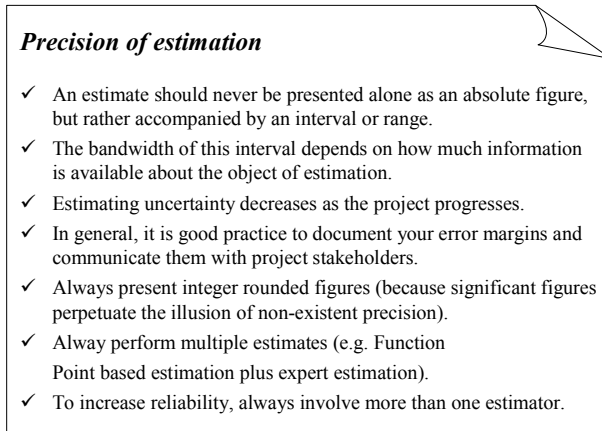 Precision of estimation
✓ An estimate should never be presented alone as an absolute figure,
but rather accompanied by an interval or range.
✓ The bandwidth of this interval depends on how much information
is available about the object of estimation.
✓ Estimating uncertainty decreases as the project progresses.
✓ In general, it is good practice to document your error margins and
communicate them with project stakeholders.
✓ Always present integer rounded figures (because significant figures
perpetuate the illusion of non-existent precision).
✓ Alway perform multiple estimates (e.g. Function
Point based estimation plus expert estimation).
✓ To increase reliability, always involve more than one estimator.